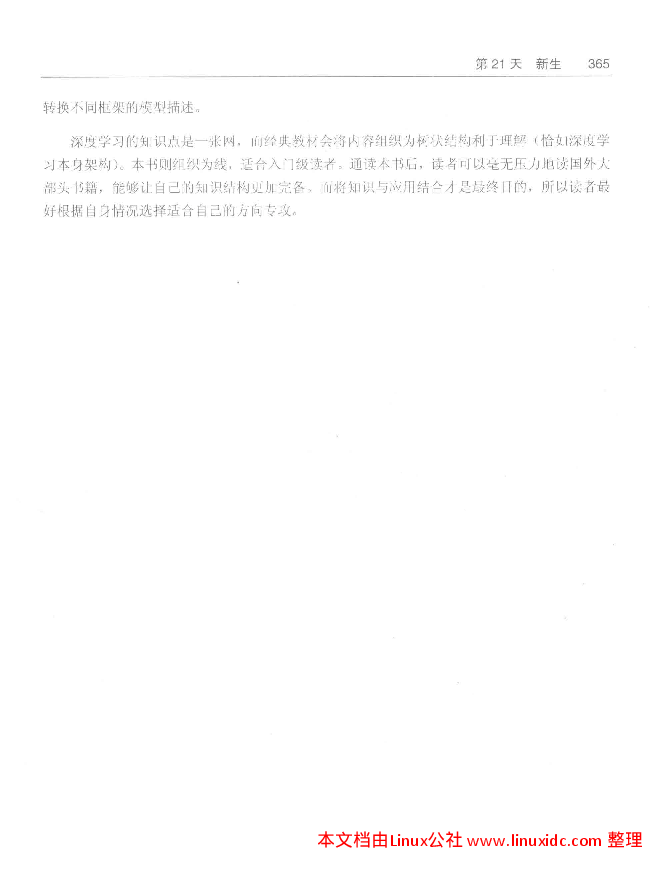 第 21 天　新生　365
转换不同框架的模型描述。
深度学习的知识点是一张网，而经典教材会将内容组织为树状结构利于理解（恰如深度学
习本身架构）。本书则组织为线，适合入门级读者。通读本书后，读者可以毫无压力地读国外大
部头书籍，能够让自己的知识结构更加完备。而将知识与应用结合才是最终目的，所以读者最
好根据自身情况选择适合自己的方向专攻。
本文档由Linux公社 www.linuxidc.com 整理